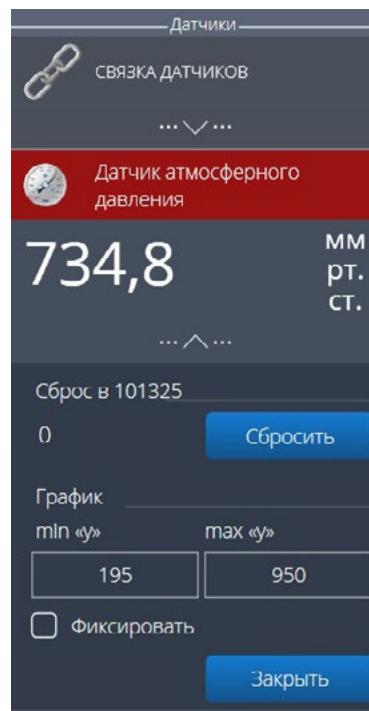 Датчики
СВЯЗКА ДАТЧИКОВ
Датчик атмосферного
давления
734,8
мм
рт.
ст.
Сброс в 101325
0
Сбросить
График
min «у»
max «у»
195
950
Фиксировать
Закрыть